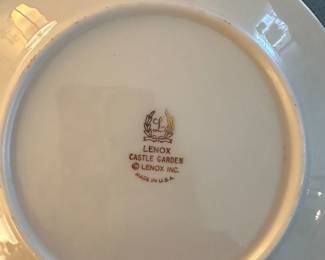 L
LENOX
CASTLE GARDEN
© LENOX INC.
MADE IN U.S.A.